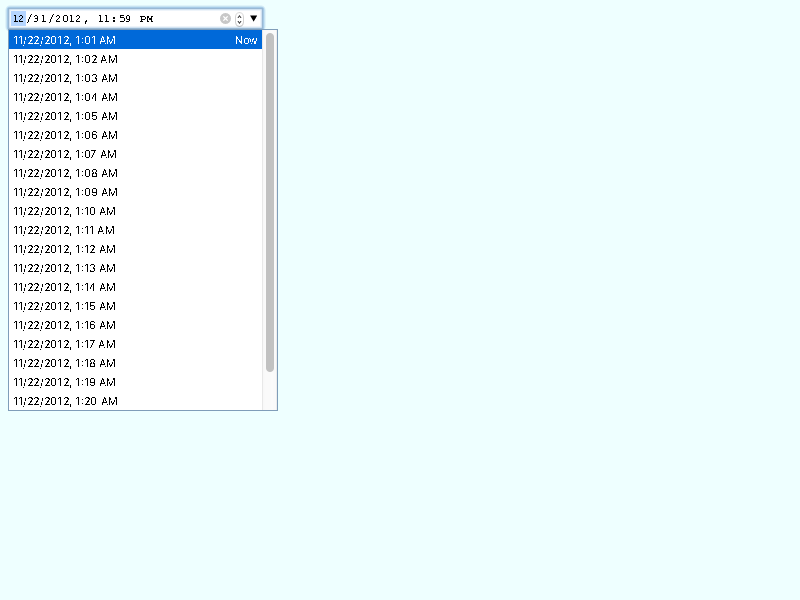 12/31/2012, 11:59 PM
11/22/2012, 1:01 AM Now
11/22/2012, 1:02 AM
11/22/2012, 1:03 AM
11/22/2012, 1:04 AM
11/22/2012, 1:05 AM
11/22/2012, 1:06 AM
11/22/2012, 1:07 AM
11/22/2012, 1:08 AM
11/22/2012, 1:09 AM
11/22/2012, 1:10 AM
11/22/2012, 1:11 AM
11/22/2012, 1:12 AM
11/22/2012, 1:13 AM
11/22/2012, 1:14 AM
11/22/2012, 1:15 AM
11/22/2012, 1:16 AM
11/22/2012, 1:17 AM
11/22/2012, 1:18 AM
11/22/2012, 1:19 AM
11/22/2012, 1:20 AM